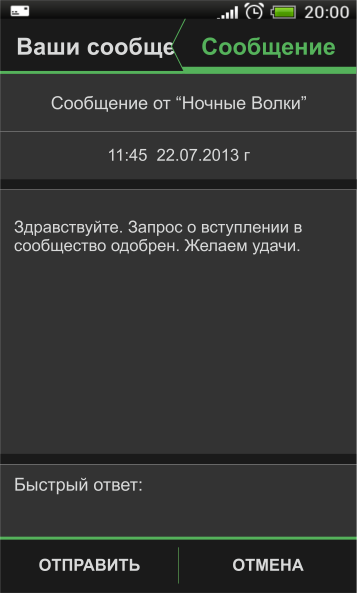 20:00
Ваши сообще
Сообщение
Сообщение от “Ночные Волки”
11:45 22.07.2013 г
Здравствуйте. Запрос о вступлении в
сообщество одобрен. Желаем удачи.
Быстрый ответ:
ОТПРАВИТЬ
ОТМЕНА